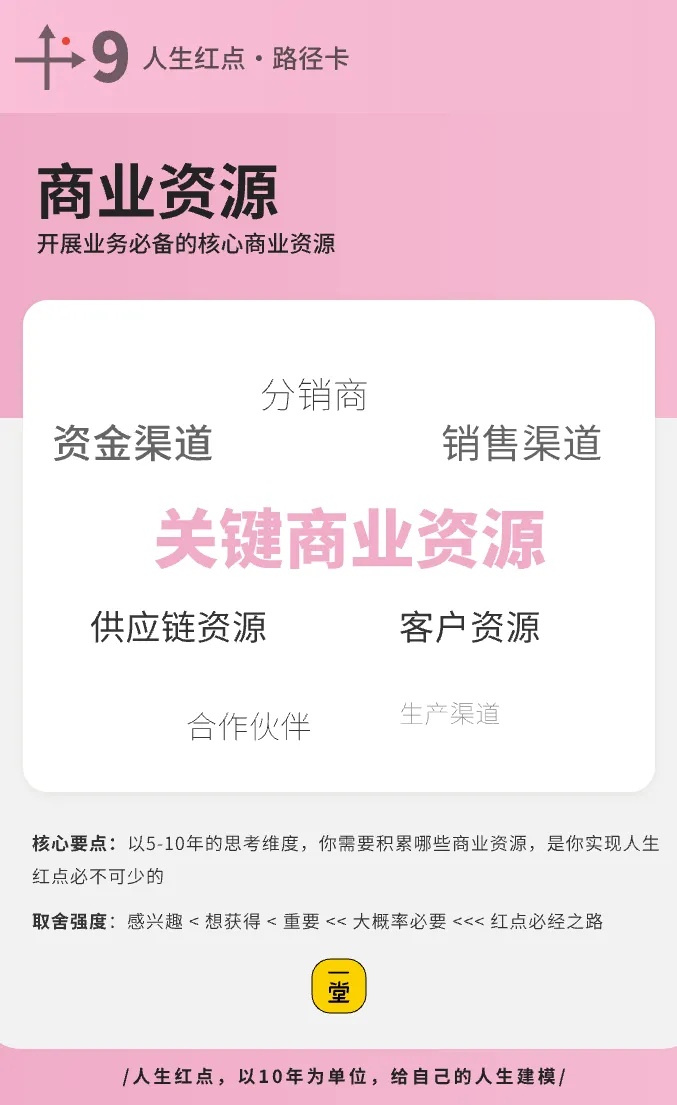 9 人生红点·路径卡
商业资源
开展业务必备的核心商业资源
分销商
资金渠道 销售渠道
关键商业资源
供应链资源 客户资源
合作伙伴 生产渠道
核心要点：以5-10年的思考维度，你需要积累哪些商业资源，是你实现人生
红点必不可少的
取舍强度：感兴趣 < 想获得 < 重要 << 大概率必要 <<< 红点必经之路
一
堂
/人生红点，以10年为单位，给自己的人生建模/